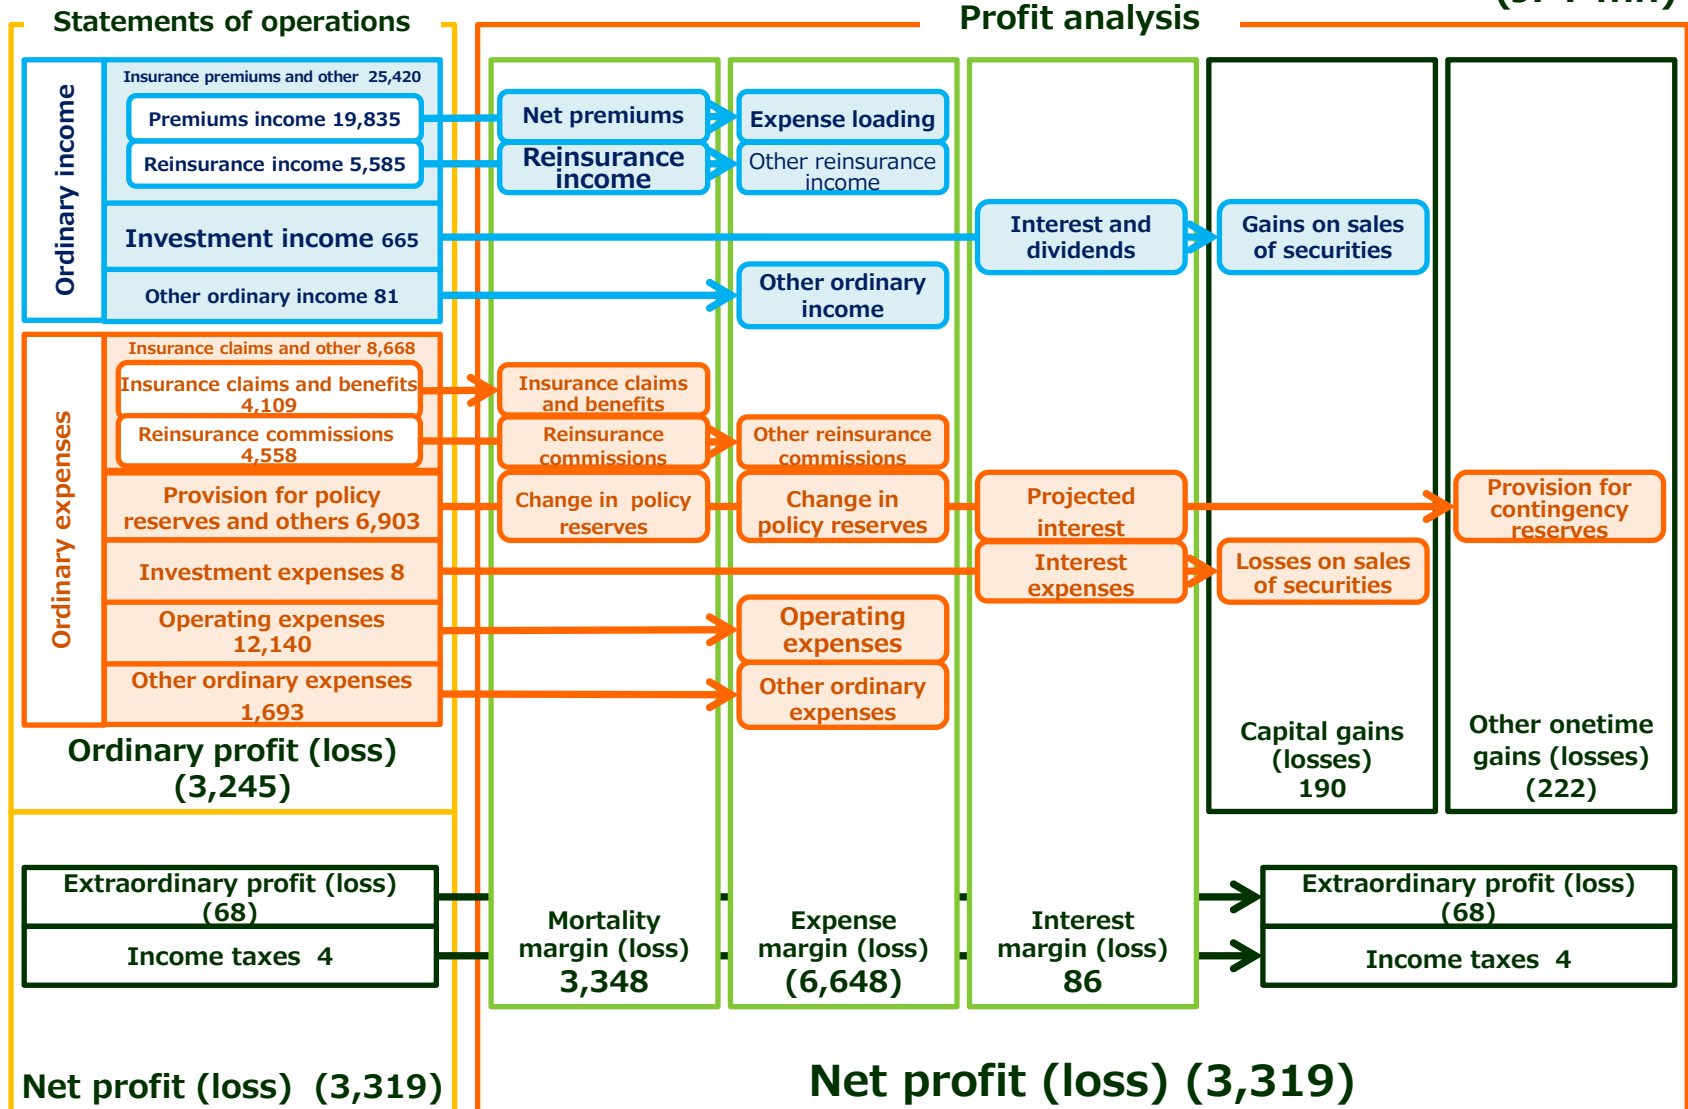 Statements of operations
Profit analysis
Ordinary income
Insurance premiums and other 25,420
Premiums income 19,835
Net premiums
Expense loading
Reinsurance income 5,585
Reinsurance
income
Other reinsurance
income
Investment income 665
Interest and
dividends
Gains on sales
of securities
Other ordinary income 81
Other ordinary
income
Ordinary expenses
Insurance claims and other 8,668
Insurance claims and benefits
4,109
Insurance claims
and benefits
Reinsurance commissions
4,558
Reinsurance
commissions
Other reinsurance
commissions
Provision for policy
reserves and others 6,903
Change in policy
reserves
Change in
policy reserves
Projected
interest
Provision for
contingency
reserves
Investment expenses 8
Interest
expenses
Losses on sales
of securities
Operating expenses
12,140
Operating
expenses
Other ordinary expenses
1,693
Other ordinary
expenses
Ordinary profit (loss)
(3,245)
Capital gains
(losses)
190
Other onetime
gains (losses)
(222)
Extraordinary profit (loss)
(68)
Income taxes 4
Mortality
margin (loss)
3,348
Expense
margin (loss)
(6,648)
Interest
margin (loss)
86
Extraordinary profit (loss)
(68)
Income taxes 4
Net profit (loss) (3,319)
Net profit (loss) (3,319)